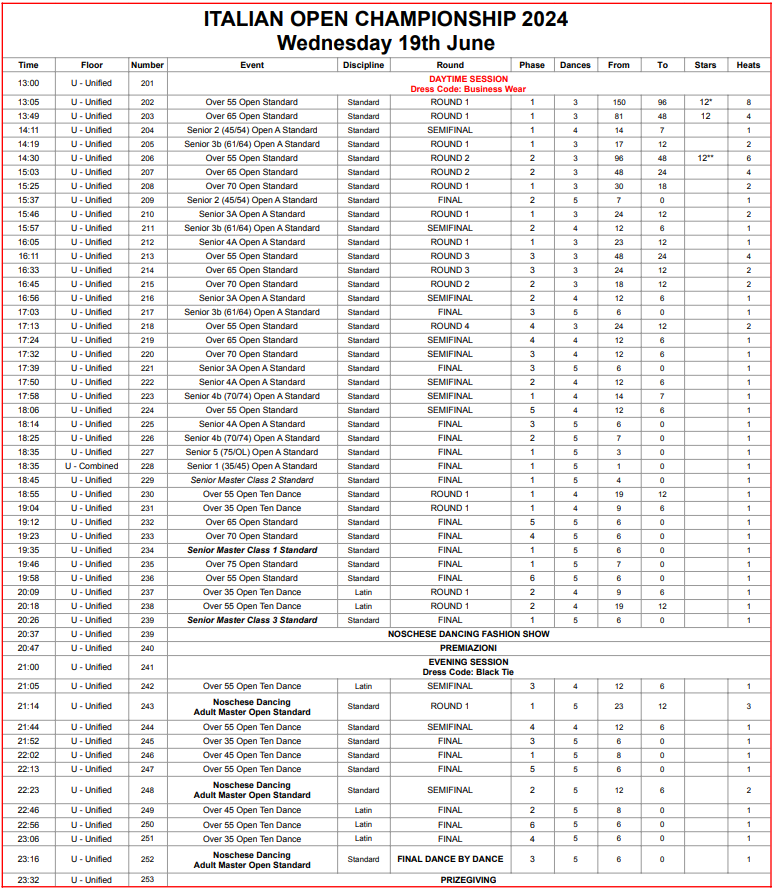 ITALIAN OPEN CHAMPIONSHIP 2024
Wednesday 19th June
Time Floor Number Event Discipline Round Phase Dances From To Stars Heats
13:00 U - Unified 201 DAYTIME SESSION
Dress Code: Business Wear
13:05 U - Unified 202 Over 55 Open Standard Standard ROUND 1 1 3 150 96 12* 8
13:49 U - Unified 203 Over 65 Open Standard Standard ROUND 1 1 3 81 48 12 4
14:11 U - Unified 204 Senior 2 (45/54) Open A Standard Standard SEMIFINAL 1 4 14 7 1
14:19 U - Unified 205 Senior 3b (61/64) Open A Standard Standard ROUND 1 1 3 17 12 2
14:30 U - Unified 206 Over 55 Open Standard Standard ROUND 2 2 3 96 48 12** 6
15:03 U - Unified 207 Over 65 Open Standard Standard ROUND 2 2 3 48 24 4
15:25 U - Unified 208 Over 70 Open Standard Standard ROUND 1 1 3 30 18 2
15:37 U - Unified 209 Senior 2 (45/54) Open A Standard Standard FINAL 2 5 7 0 1
15:46 U - Unified 210 Senior 3A Open A Standard Standard ROUND 1 1 3 24 12 2
15:57 U - Unified 211 Senior 3b (61/64) Open A Standard Standard SEMIFINAL 2 4 12 6 1
16:05 U - Unified 212 Senior 4A Open A Standard Standard ROUND 1 1 3 23 12 2
16:11 U - Unified 213 Over 55 Open Standard Standard ROUND 3 3 3 48 24 4
16:33 U - Unified 214 Over 65 Open Standard Standard ROUND 3 3 3 24 12 2
16:45 U - Unified 215 Over 70 Open Standard Standard ROUND 2 2 3 18 12 2
16:56 U - Unified 216 Senior 3A Open A Standard Standard SEMIFINAL 2 4 12 6 1
17:03 U - Unified 217 Senior 3b (61/64) Open A Standard Standard FINAL 3 5 6 0 1
17:13 U - Unified 218 Over 55 Open Standard Standard ROUND 4 4 3 24 12 2
17:24 U - Unified 219 Over 65 Open Standard Standard SEMIFINAL 4 4 12 6 1
17:32 U - Unified 220 Over 70 Open Standard Standard SEMIFINAL 3 4 12 6 1
17:39 U - Unified 221 Senior 3A Open A Standard Standard FINAL 3 5 6 0 1
17:50 U - Unified 222 Senior 4A Open A Standard Standard SEMIFINAL 2 4 12 6 1
17:58 U - Unified 223 Senior 4b (70/74) Open A Standard Standard SEMIFINAL 1 4 14 7 1
18:06 U - Unified 224 Over 55 Open Standard Standard SEMIFINAL 5 4 12 6 1
18:14 U - Unified 225 Senior 4A Open A Standard Standard FINAL 3 5 6 0 1
18:25 U - Unified 226 Senior 4b (70/74) Open A Standard Standard FINAL 2 5 7 0 1
18:35 U - Unified 227 Senior 5 (75/OL) Open A Standard Standard FINAL 1 5 3 0 1
18:35 U - Combined 228 Senior 1 (35/45) Open A Standard Standard FINAL 1 5 1 0 1
18:45 U - Unified 229 Senior Master Class 2 Standard Standard FINAL 1 5 4 0 1
18:55 U - Unified 230 Over 55 Open Ten Dance Standard ROUND 1 1 4 19 12 1
19:04 U - Unified 231 Over 35 Open Ten Dance Standard ROUND 1 1 4 9 6 1
19:12 U - Unified 232 Over 65 Open Standard Standard FINAL 5 5 6 0 1
19:23 U - Unified 233 Over 70 Open Standard Standard FINAL 4 5 6 0 1
19:35 U - Unified 234 Senior Master Class 1 Standard Standard FINAL 1 5 6 0 1
19:46 U - Unified 235 Over 75 Open Standard Standard FINAL 1 5 7 0 1
19:58 U - Unified 236 Over 55 Open Standard Standard FINAL 6 5 6 0 1
20:09 U - Unified 237 Over 35 Open Ten Dance Latin ROUND 1 2 4 9 6 1
20:18 U - Unified 238 Over 55 Open Ten Dance Latin ROUND 1 2 4 19 12 1
20:26 U - Unified 239 Senior Master Class 3 Standard Standard FINAL 1 5 6 0 1
20:37 U - Unified 239 NOSCHESE DANCING FASHION SHOW
20:47 U - Unified 240 PREMIAZIONI
21:00 U - Unified 241 EVENING SESSION
Dress Code: Black Tie
21:05 U - Unified 242 Over 55 Open Ten Dance Latin SEMIFINAL 3 4 12 6 1
21:14 U - Unified 243 Noschese Dancing
Adult Master Open Standard Standard ROUND 1 1 5 23 12 3
21:44 U - Unified 244 Over 55 Open Ten Dance Standard SEMIFINAL 4 4 12 6 1
21:52 U - Unified 245 Over 35 Open Ten Dance Standard FINAL 3 5 6 0 1
22:02 U - Unified 246 Over 45 Open Ten Dance Standard FINAL 1 5 8 0 1
22:13 U - Unified 247 Over 55 Open Ten Dance Standard FINAL 5 5 6 0 1
22:23 U - Unified 248 Noschese Dancing
Adult Master Open Standard Standard SEMIFINAL 2 5 12 6 2
22:46 U - Unified 249 Over 45 Open Ten Dance Latin FINAL 2 5 8 0 1
22:56 U - Unified 250 Over 55 Open Ten Dance Latin FINAL 6 5 6 0 1
23:06 U - Unified 251 Over 35 Open Ten Dance Latin FINAL 4 5 6 0 1
23:16 U - Unified 252 Noschese Dancing
Adult Master Open Standard Standard FINAL DANCE BY DANCE 3 5 6 0 1
23:32 U - Unified 253 PRIZEGIVING